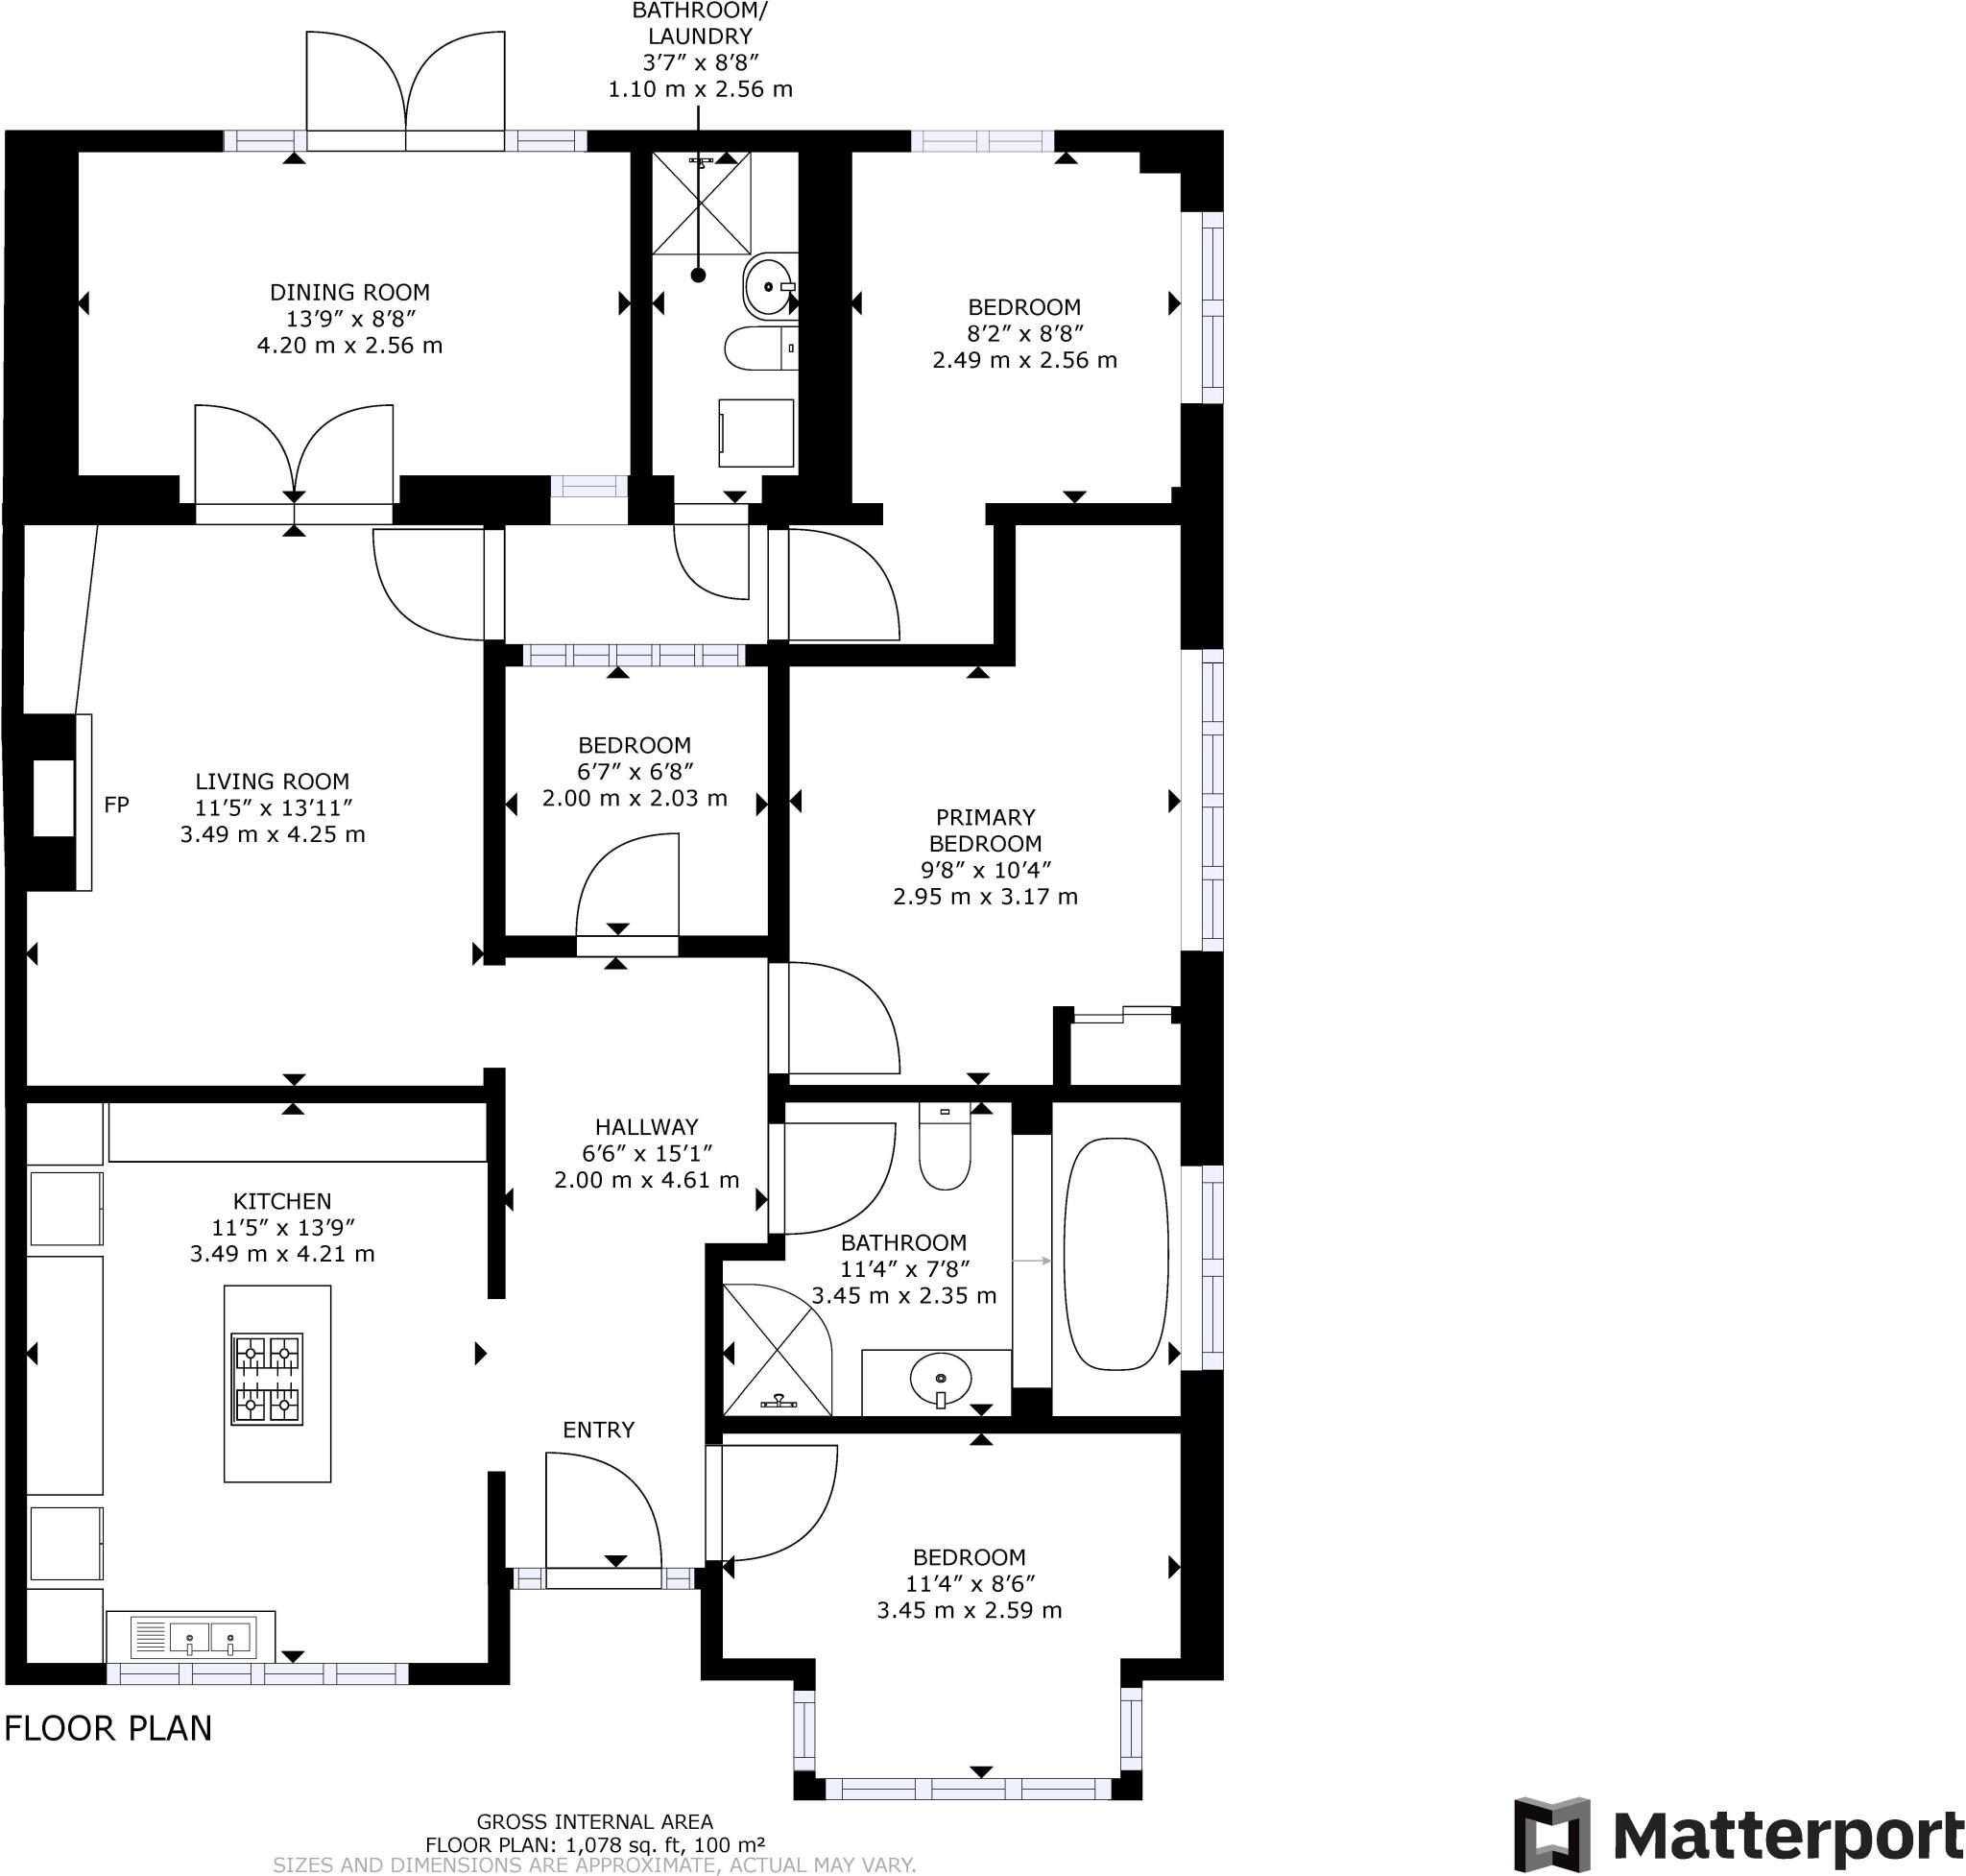 BATHROOM/
LAUNDRY
3’7” x 8’8”
1.10 m x 2.56 m
DINING ROOM
13’9” x 8’8”
4.20 m x 2.56 m
BEDROOM
8’2” x 8’8”
2.49 m x 2.56 m
LIVING ROOM
11’5” x 13’11”
3.49 m x 4.25 m
FP
BEDROOM
6’7” x 6’8”
2.00 m x 2.03 m
PRIMARY
BEDROOM
9’8” x 10’4”
2.95 m x 3.17 m
HALLWAY
6’6” x 15’1”
2.00 m x 4.61 m
KITCHEN
11’5” x 13’9”
3.49 m x 4.21 m
BATHROOM
11’4” x 7’8”
3.45 m x 2.35 m
ENTRY
BEDROOM
11’4” x 8’6”
3.45 m x 2.59 m
FLOOR PLAN
GROSS INTERNAL AREA
FLOOR PLAN: 1,078 sq. ft, 100 m²
SIZES AND DIMENSIONS ARE APPROXIMATE, ACTUAL MAY VARY.
Matterport